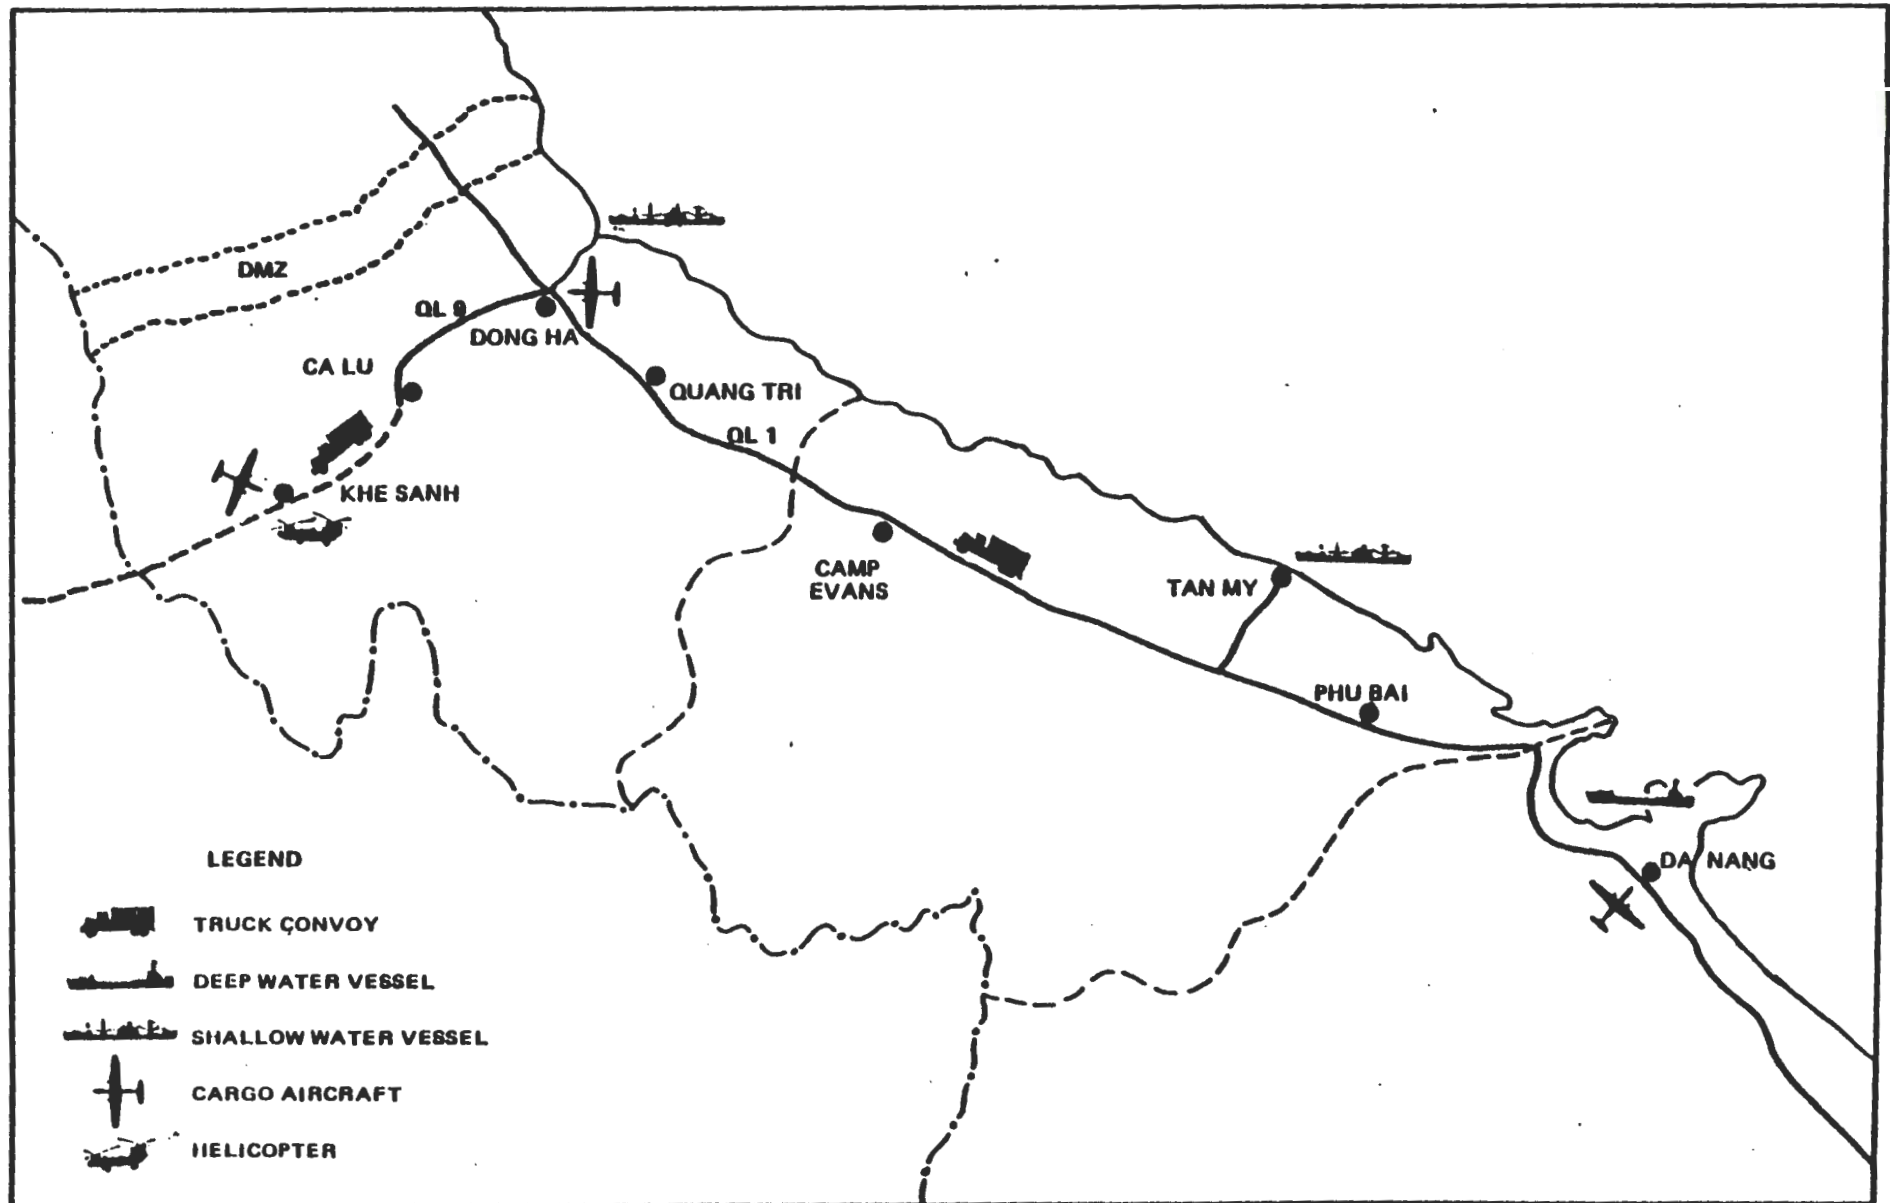 DMZ
QL 9
DONG HA
CA LU
QUANG TRI
QL 1
KHE SANH
CAMP
EVANS
TAN MY
PHU BAI
DA NANG
LEGEND
TRUCK CONVOY
DEEP WATER VESSEL
SHALLOW WATER VESSEL
CARGO AIRCRAFT
HELICOPTER